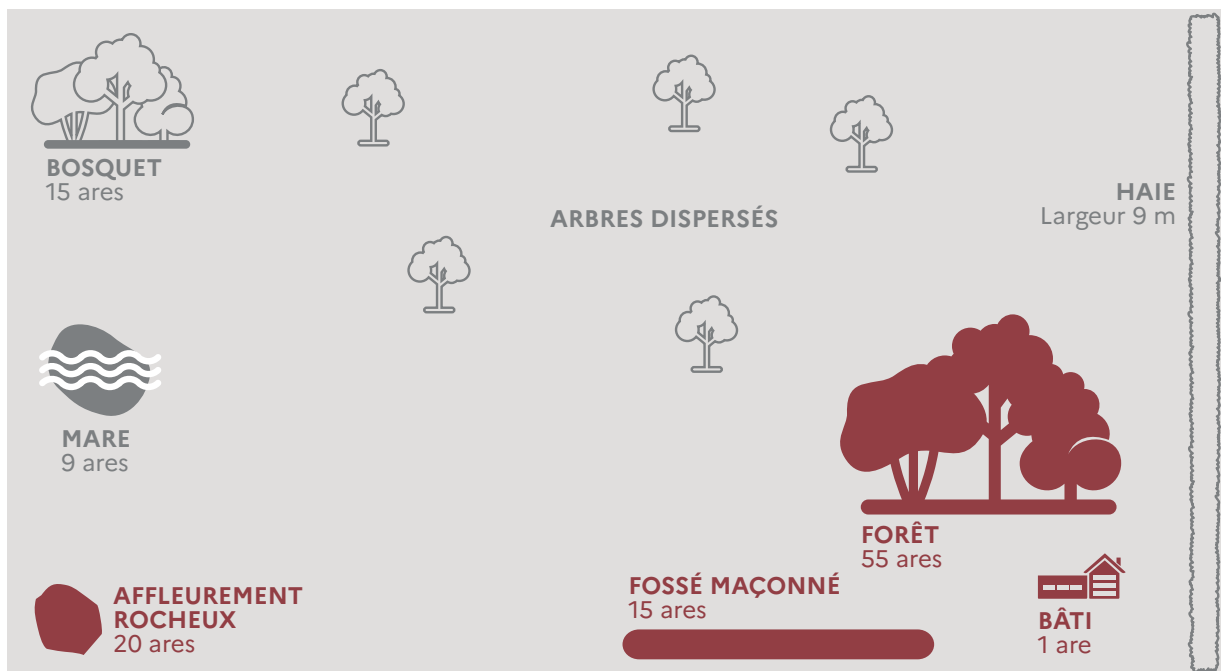 BOSQUET
15 ares
ARBRES DISPERSÉS
HAIE
Largeur 9 m
MARE
9 ares
FORÊT
55 ares
AFFLEUREMENT
ROCHEUX
20 ares
FOSSÉ MAÇONNÉ
15 ares
BÂTI
1 are